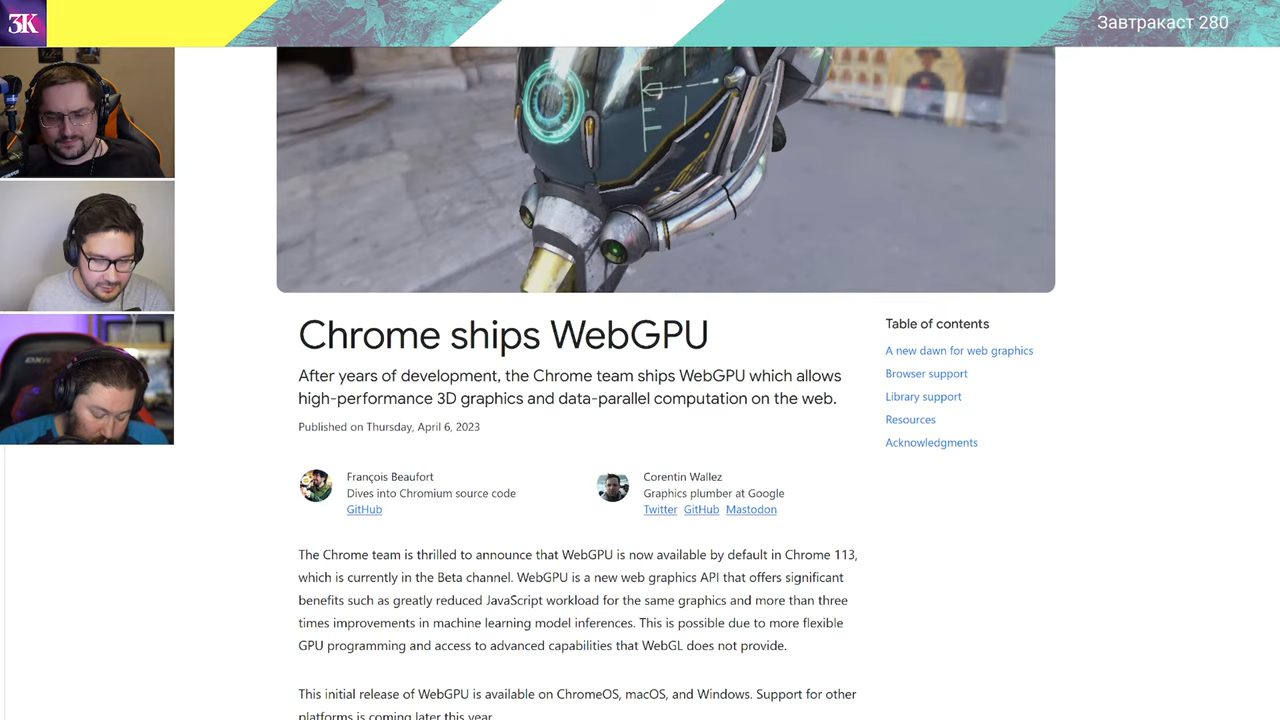 3K
Завтракаст 280
Chrome ships WebGPU
After years of development, the Chrome team ships WebGPU which allows
high-performance 3D graphics and data-parallel computation on the web.
Published on Thursday, April 6, 2023
François Beaufort
Dives into Chromium source code
GitHub
Corentin Wallez
Graphics plumber at Google
Twitter GitHub Mastodon
The Chrome team is thrilled to announce that WebGPU is now available by default in Chrome 113,
which is currently in the Beta channel. WebGPU is a new web graphics API that offers significant
benefits such as greatly reduced JavaScript workload for the same graphics and more than three
times improvements in machine learning model inferences. This is possible due to more flexible
GPU programming and access to advanced capabilities that WebGL does not provide.
This initial release of WebGPU is available on ChromeOS, macOS, and Windows. Support for other
platforms is coming later this year.
Table of contents
A new dawn for web graphics
Browser support
Library support
Resources
Acknowledgments